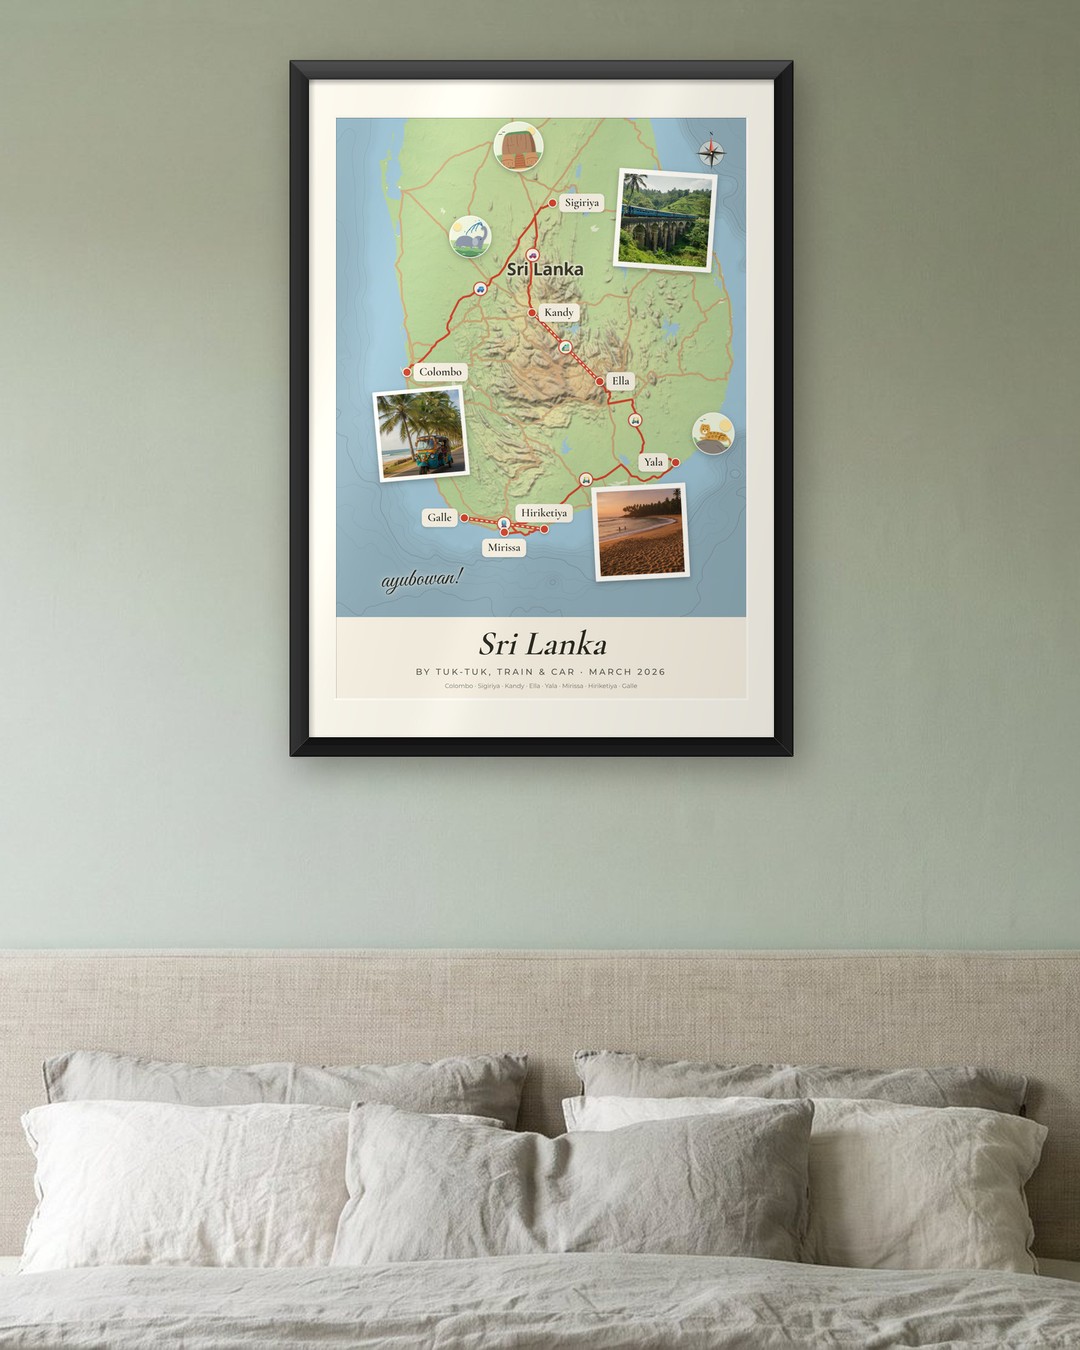 Sigiriya
Sri Lanka
Kandy
Colombo
Ella
Yala
Galle
Hiriketiya
Mirissa
ayubowan!
Sri Lanka
BY TUK-TUK, TRAIN & CAR · MARCH 2026
Colombo · Sigiriya · Kandy · Ella · Yala · Mirissa · Hiriketiya · Galle